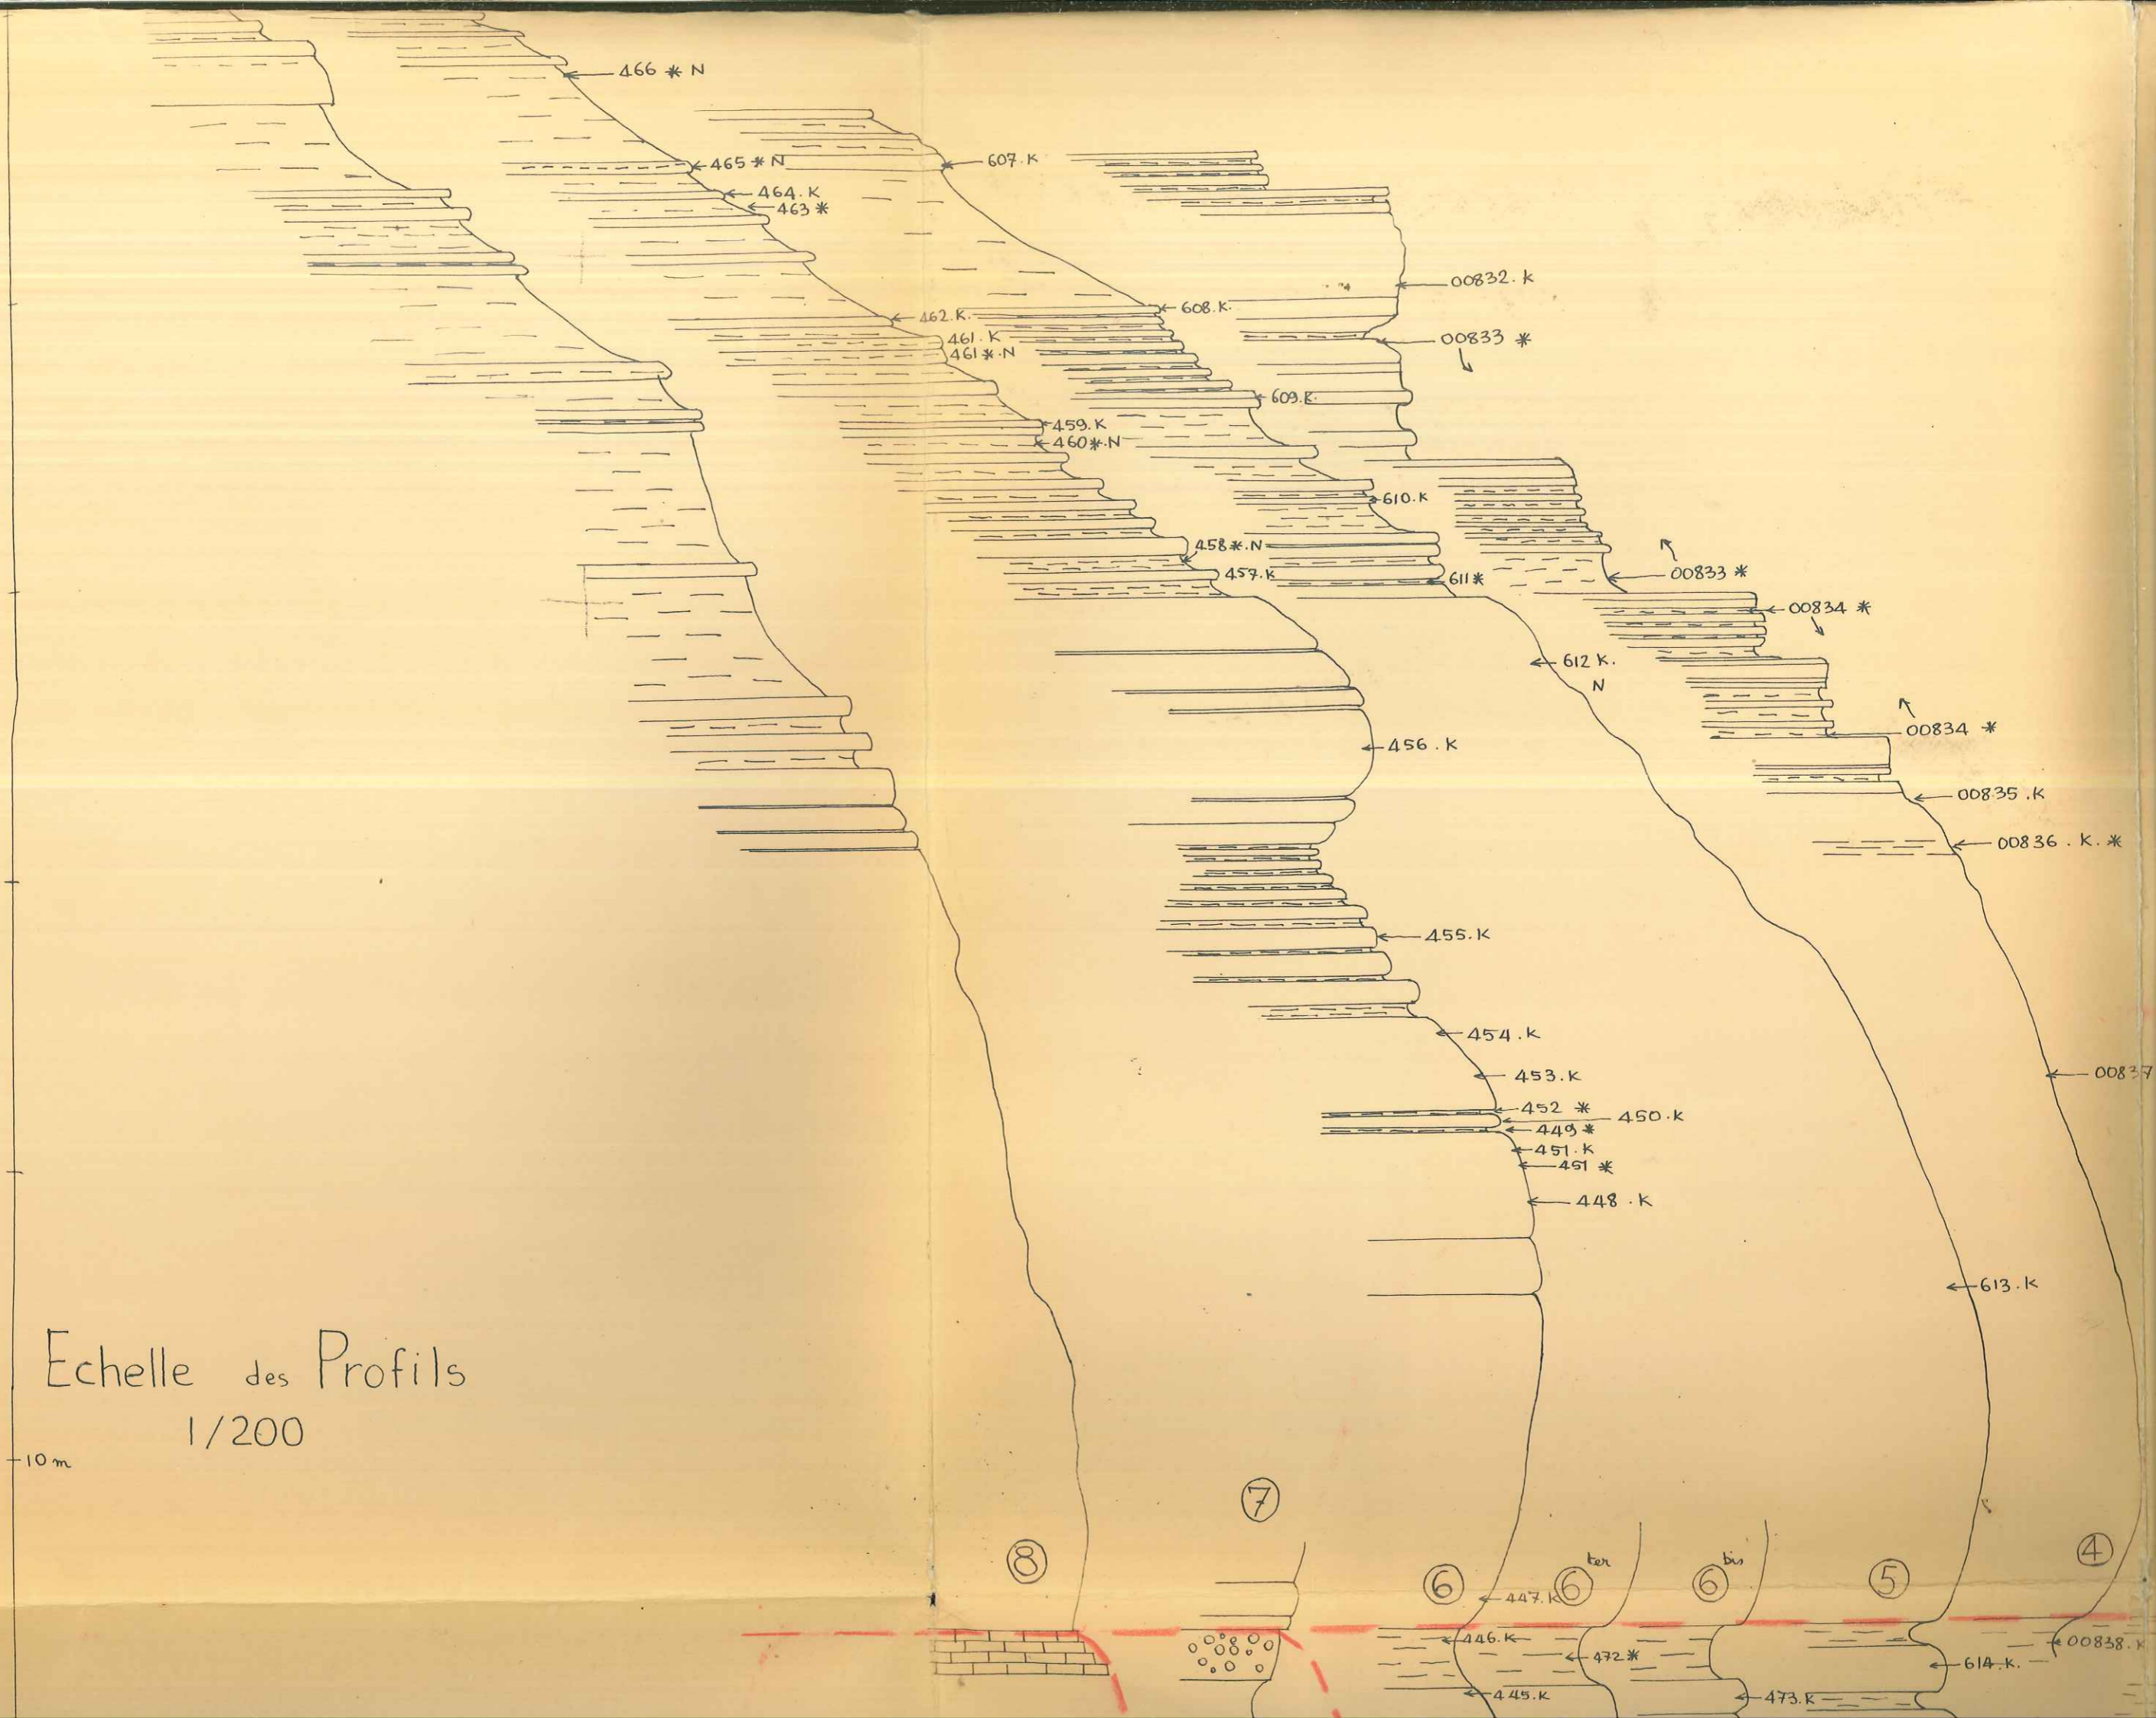 466 * N
465 * N
607. K
464. K
463 *
00832. K
608. K.
462. K.
461. K
00833 *
461 *. N
609. K.
459. K
460 *. N
610. K
458 *. N
457. K
611 *
00833 *
00834 *
612 K.
N
00834 *
456. K
00835. K
00836. K. *
455. K
454. K
453. K
00837
452 *
450. K
449 *
451. K
451 *
448. K
613. K
Echelle des Profils
1/200
10 m
7
8
6
6 ter
6 bis
5
4
447. K
446. K
472 *
00838. K
614. K.
445. K
473. K